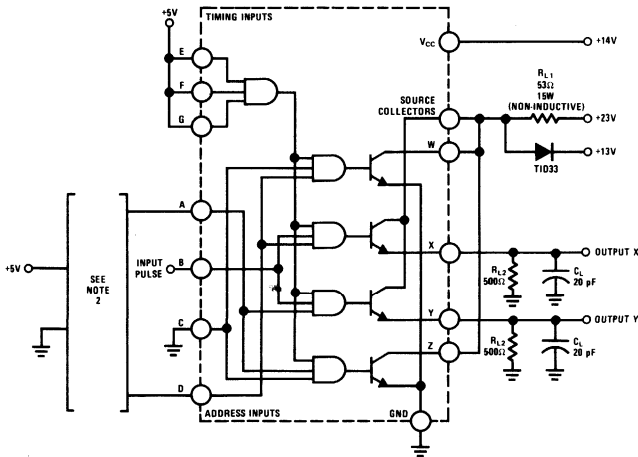 +5V
TIMING INPUTS
E
F
G
VCC
+14V
SOURCE
COLLECTORS
RL1
53Ω
15W
(NON-INDUCTIVE)
+23V
+13V
TID33
W
A
+5V
SEE
NOTE
2
INPUT
PULSE
B
X
OUTPUT X
RL2
500Ω
CL
20 pF
C
Y
OUTPUT Y
RL2
500Ω
CL
20 pF
Z
D
ADDRESS INPUTS
GND